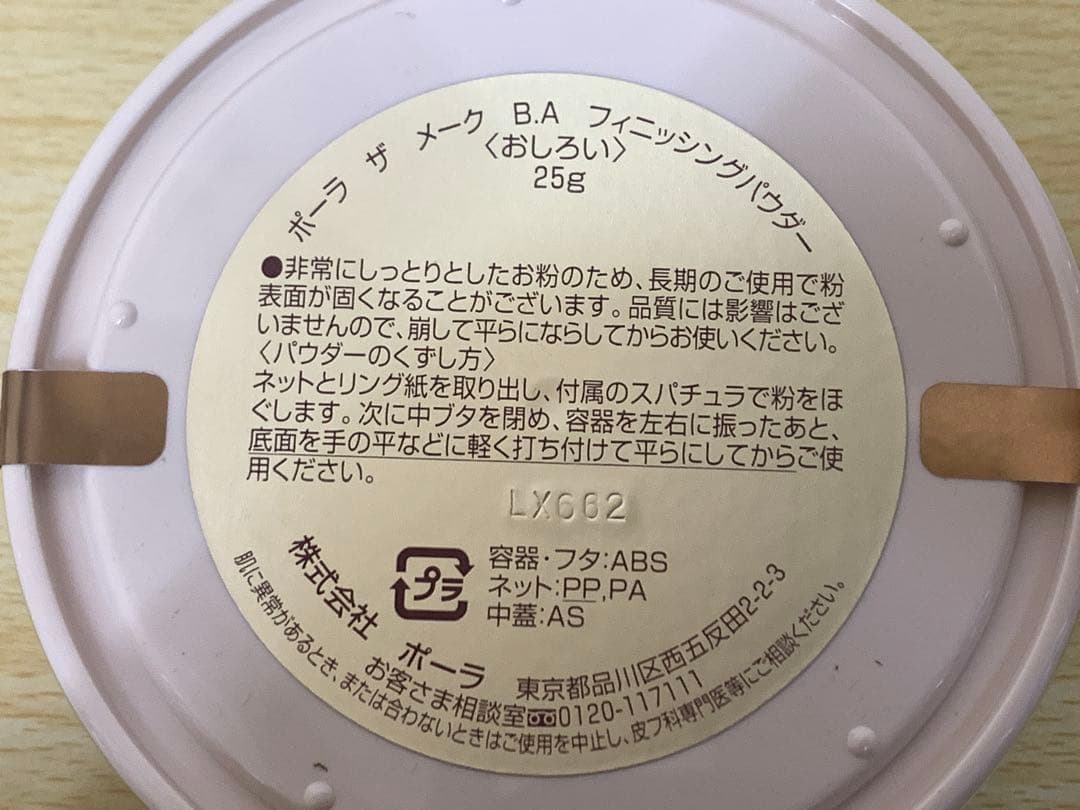 ポーラ ザ メーク B.A フィニッシングパウダー
〈おしろい〉
25g
●非常にしっとりとしたお粉のため、長期のご使用で粉
表面が固くなることがございます。品質には影響はござ
いませんので、崩して平らにならしてからお使いください。
〈パウダーのくずし方〉
ネットとリング紙を取り出し、付属のスパチュラで粉をほ
ぐします。次に中ブタを閉め、容器を左右に振ったあと、
底面を手の平などに軽く打ち付けて平らにしてからご使
用ください。
LX662
プラ
容器・フタ:ABS
ネット:PP,PA
中蓋:AS
株式会社 ポーラ 東京都品川区西五反田2-2-3
お客さま相談室0120-117111
肌に異常があるとき、または合わないときはご使用を中止し、皮フ科専門医等にご相談ください。